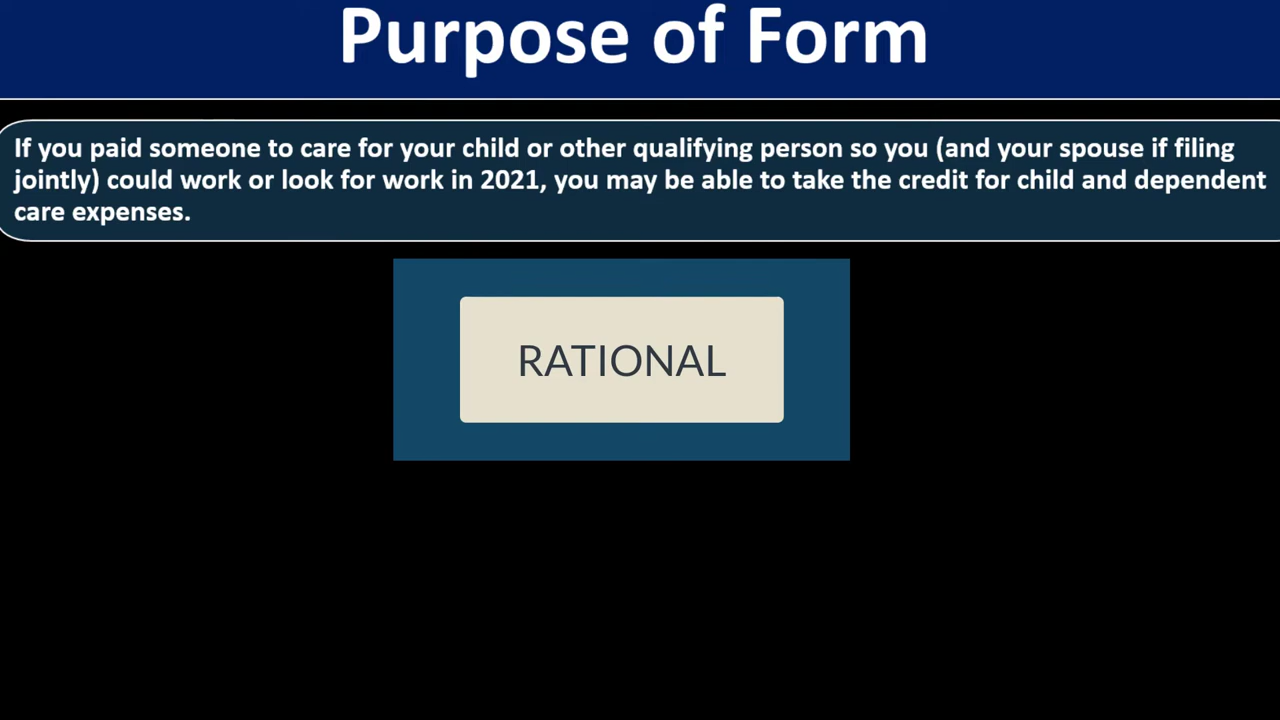 Purpose of Form
If you paid someone to care for your child or other qualifying person so you (and your spouse if filing
jointly) could work or look for work in 2021, you may be able to take the credit for child and dependent
care expenses.
RATIONAL